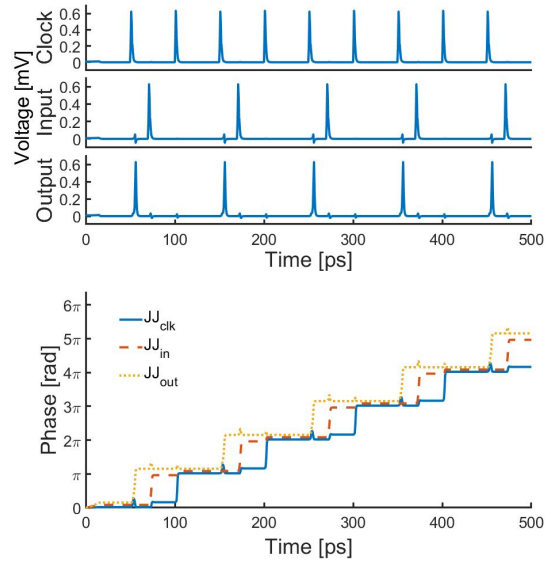 0.6
0.4
0.2
0
Clock
0.6
0.4
0.2
0
Input
Voltage [mV]
0.6
0.4
0.2
0
Output
0 100 200 300 400 500
Time [ps]
6π
5π
4π
3π
2π
π
0
Phase [rad]
JJclk
JJin
JJout
0 100 200 300 400 500
Time [ps]